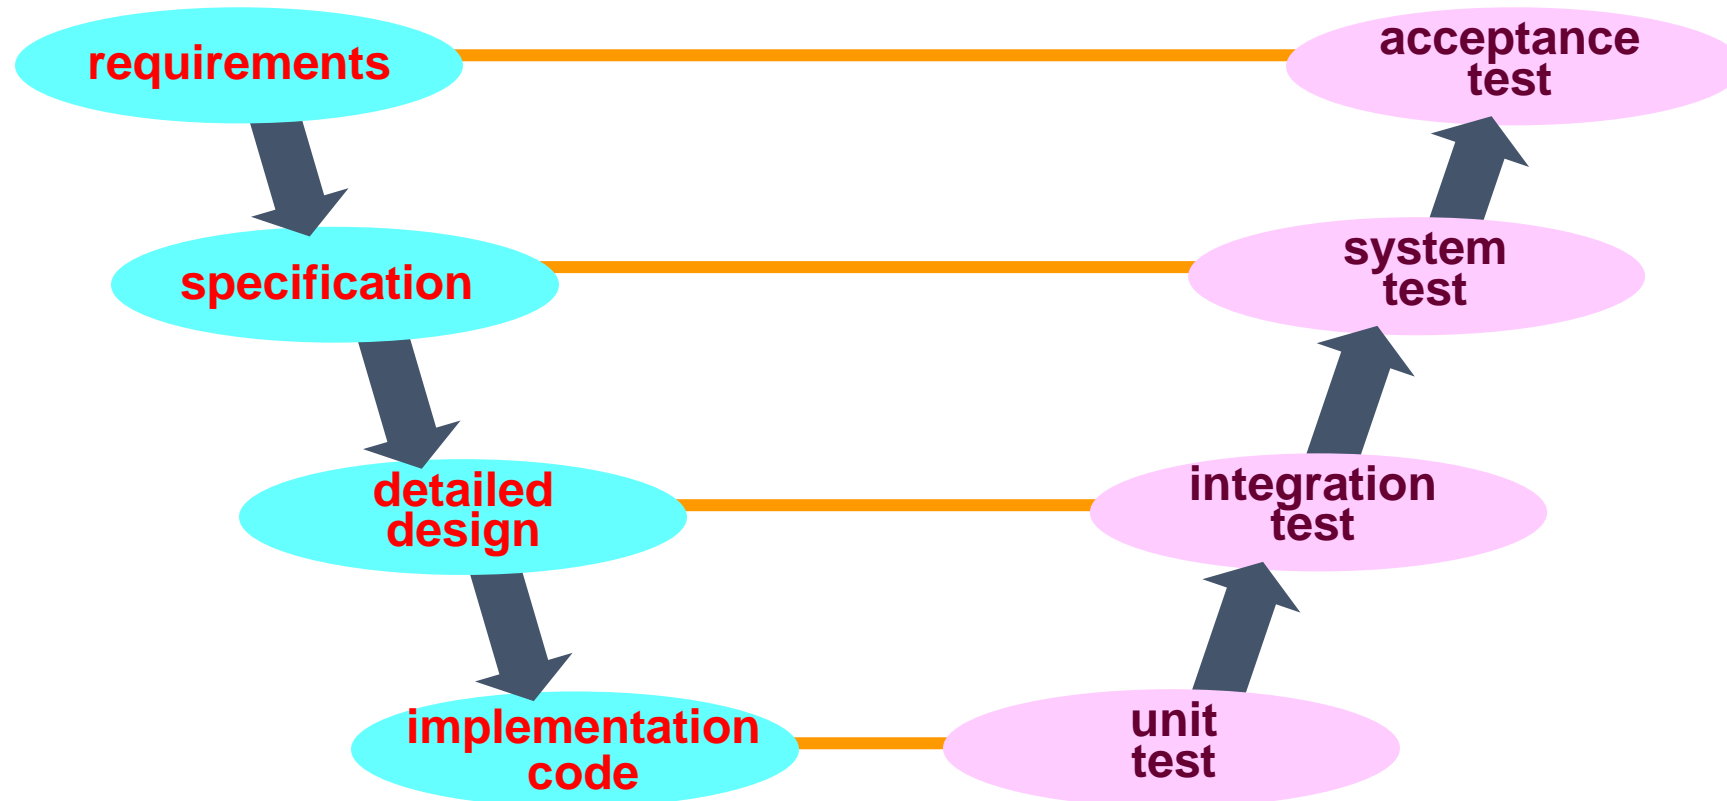 requirements
acceptance
test
specification
system
test
detailed
design
integration
test
implementation
code
unit
test